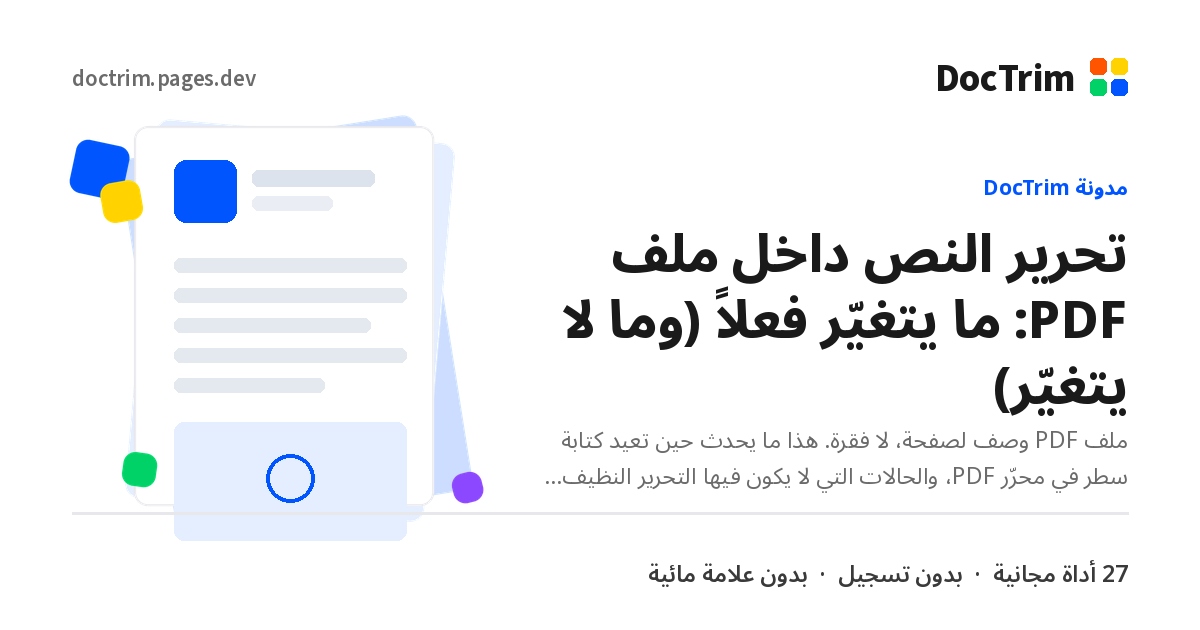 DocTrim
doctrim.pages.dev
مدونة DocTrim
تحرير النص داخل ملف
PDF: ما يتغيّر فعلاً (وما لا
يتغيّر)
ملف PDF وصف لصفحة، لا فقرة. هذا ما يحدث حين تعيد كتابة
سطر في محرّر PDF، والحالات التي لا يكون فيها التحرير النظيف...
27 أداة مجانية · بدون تسجيل · بدون علامة مائية